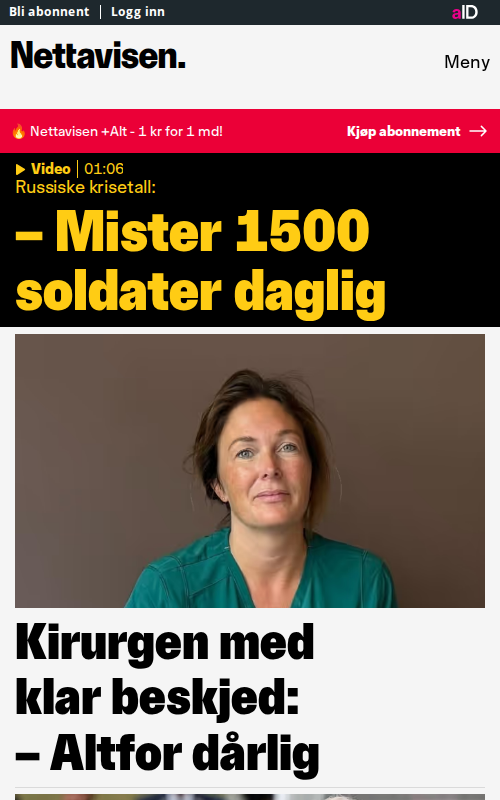 Bli abonnent | Logg inn
aID
Nettavisen.
Meny
🔥 Nettavisen +Alt - 1 kr for 1 md!
Kjøp abonnement →
Video | 01:06
Russiske krisetall:
– Mister 1500
soldater daglig
Kirurgen med
klar beskjed:
– Altfor dårlig